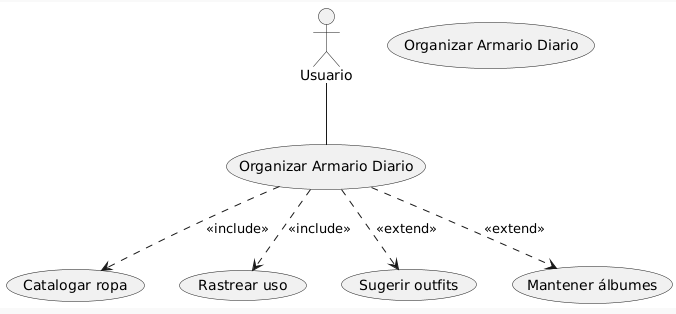 Organizar Armario Diario
Usuario
Organizar Armario Diario
«include»
«include»
«extend»
«extend»
Catalogar ropa
Rastrear uso
Sugerir outfits
Mantener álbumes